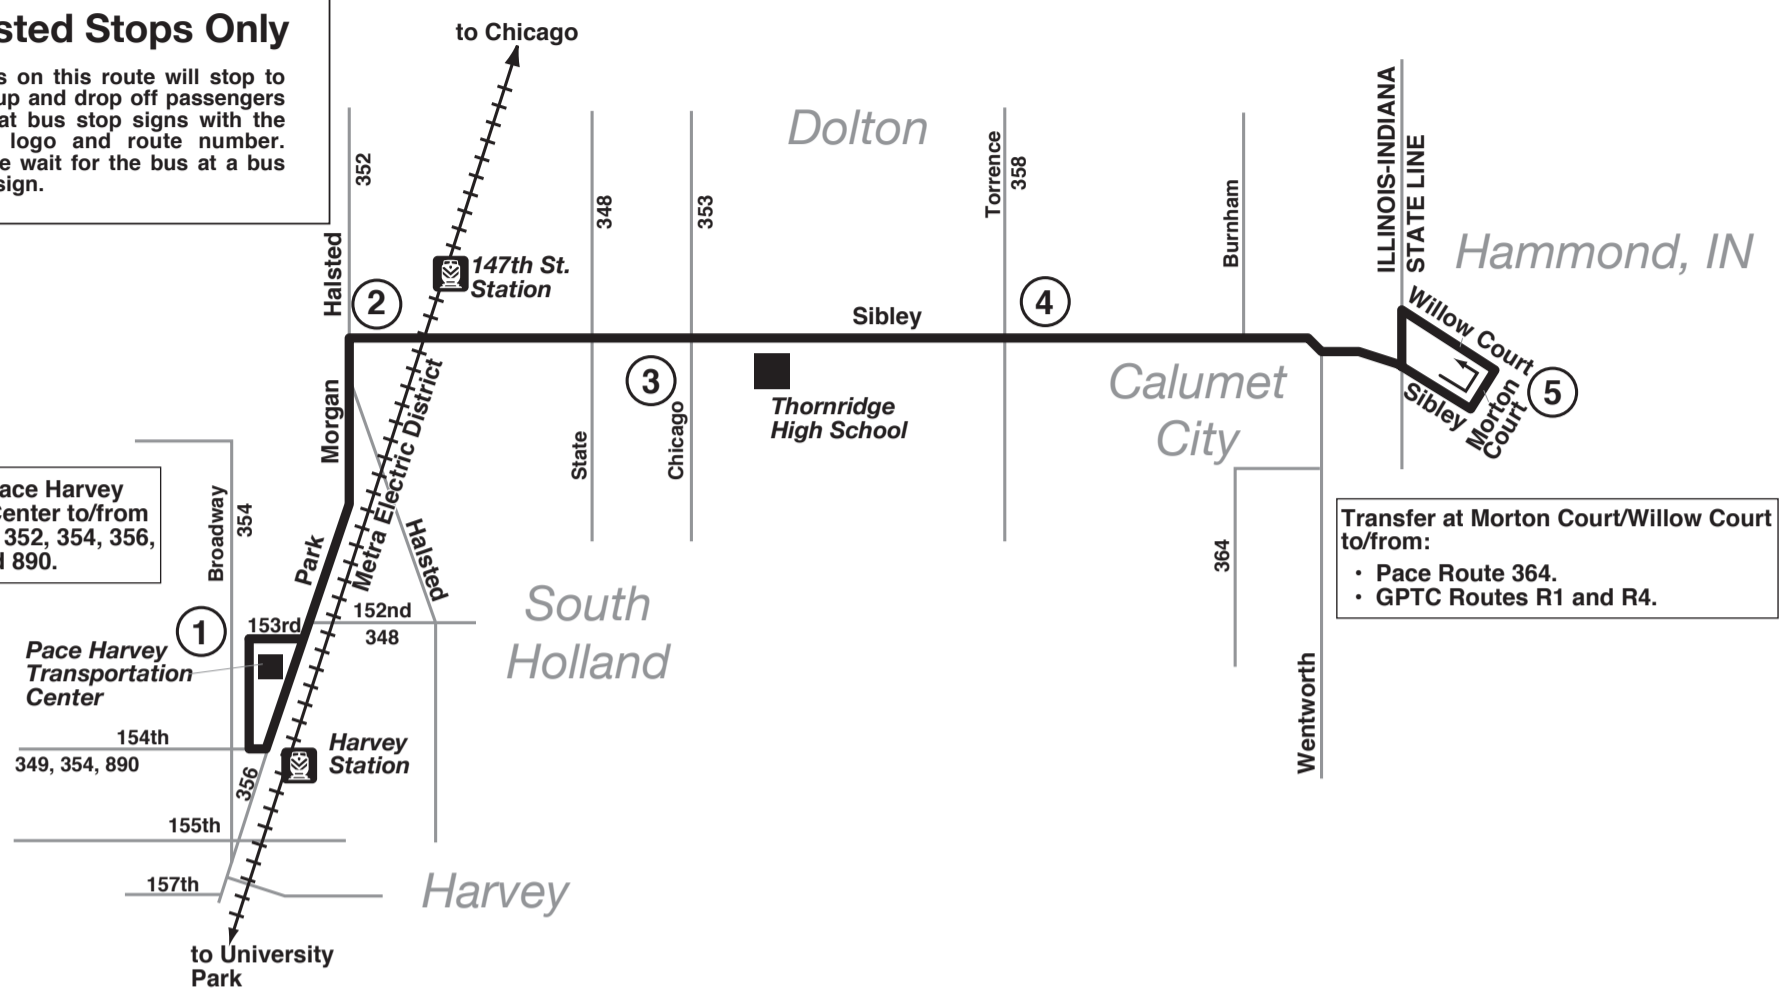 sted Stops Only
s on this route will stop to
up and drop off passengers
at bus stop signs with the
logo and route number.
e wait for the bus at a bus
sign.
to Chicago
352
Halsted
147th St.
Station
348
353
Dolton
Torrence
358
Burnham
ILLINOIS-INDIANA
STATE LINE
Hammond, IN
2
Sibley
4
Willow Court
Morgan
Metra Electric District
3
Thornridge
High School
Calumet
City
Sibley
Morton
Court
5
State
Chicago
ace Harvey
Center to/from
352, 354, 356,
d 890.
Broadway
354
Park
Halsted
364
Transfer at Morton Court/Willow Court
to/from:
• Pace Route 364.
• GPTC Routes R1 and R4.
South
Holland
1
153rd
152nd
348
Pace Harvey
Transportation
Center
Wentworth
154th
349, 354, 890
356
Harvey
Station
155th
157th
Harvey
to University
Park